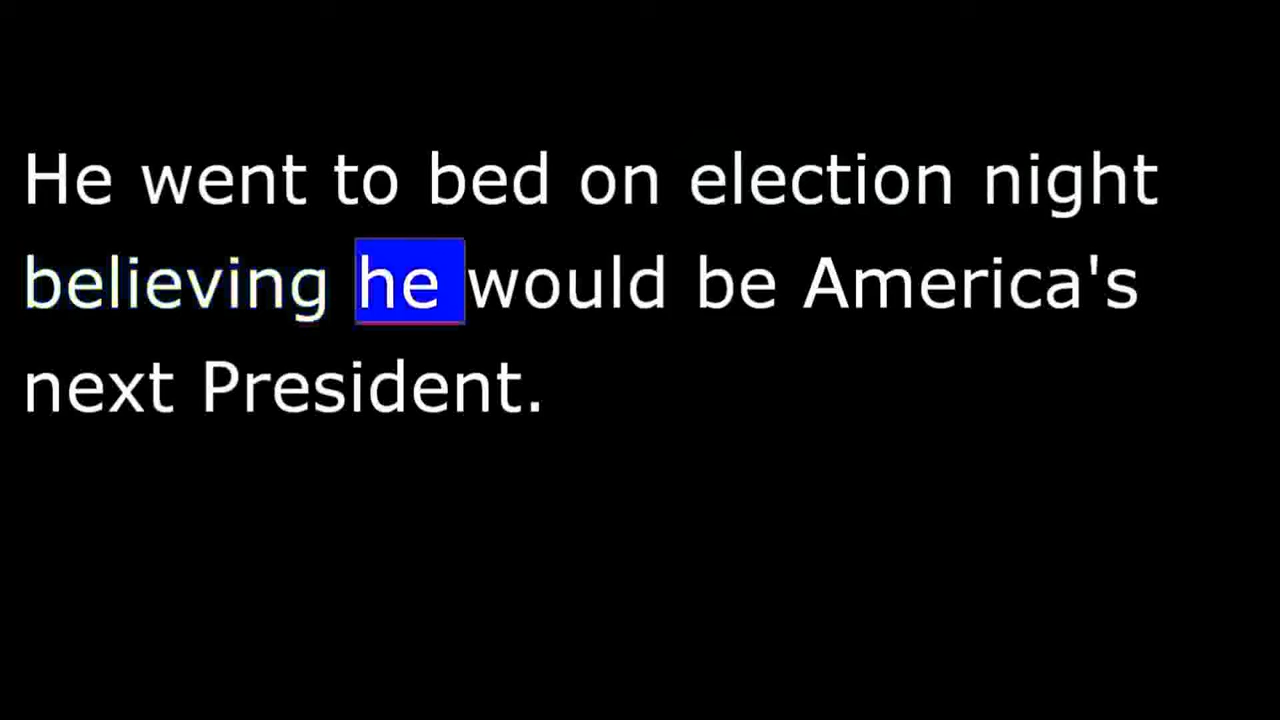 He went to bed on election night
believing he would be America's
next President.